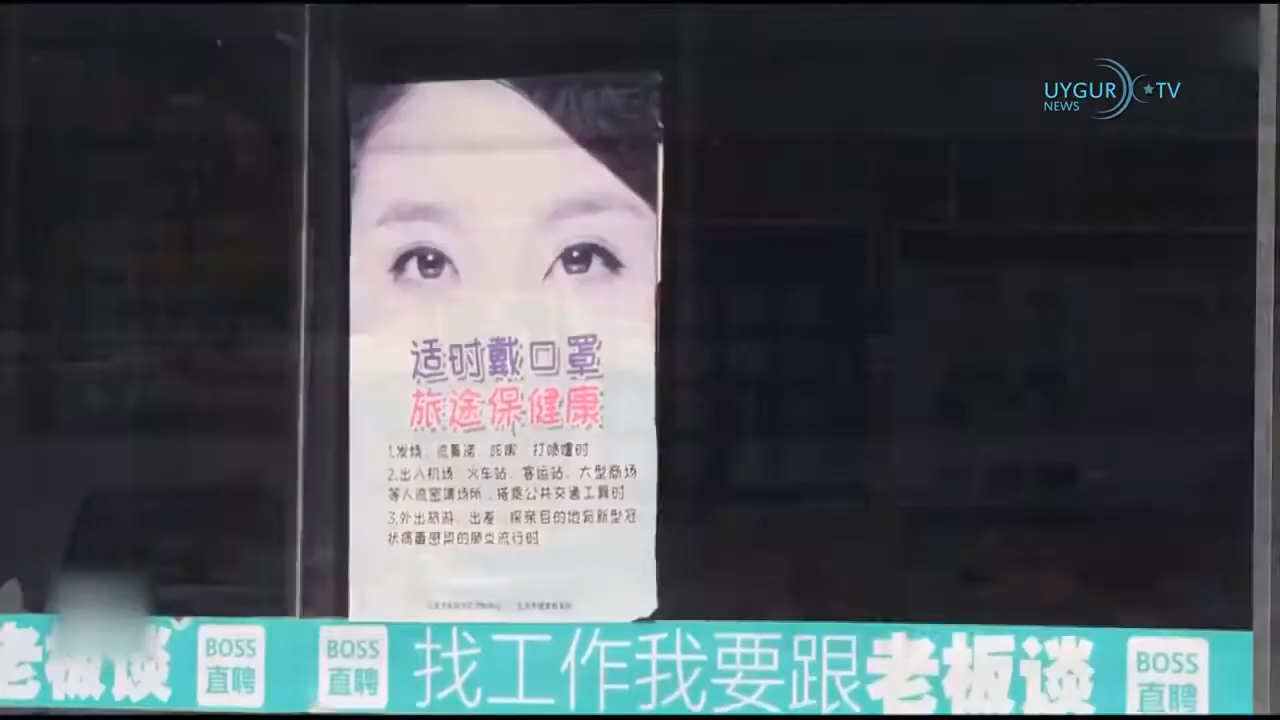 UYGUR TV
NEWS
适时戴口罩
旅途保健康
1.发烧、流鼻涕、咳嗽、打喷嚏时
2.出入机场、火车站、客运站、大型商场
等人流密集场所、搭乘公共交通工具时
3.外出旅游、出差、探亲目的地有新型冠
状病毒感染的肺炎流行时
老板谈
BOSS
直聘
BOSS
直聘
找工作我要跟老板谈
BOSS
直聘